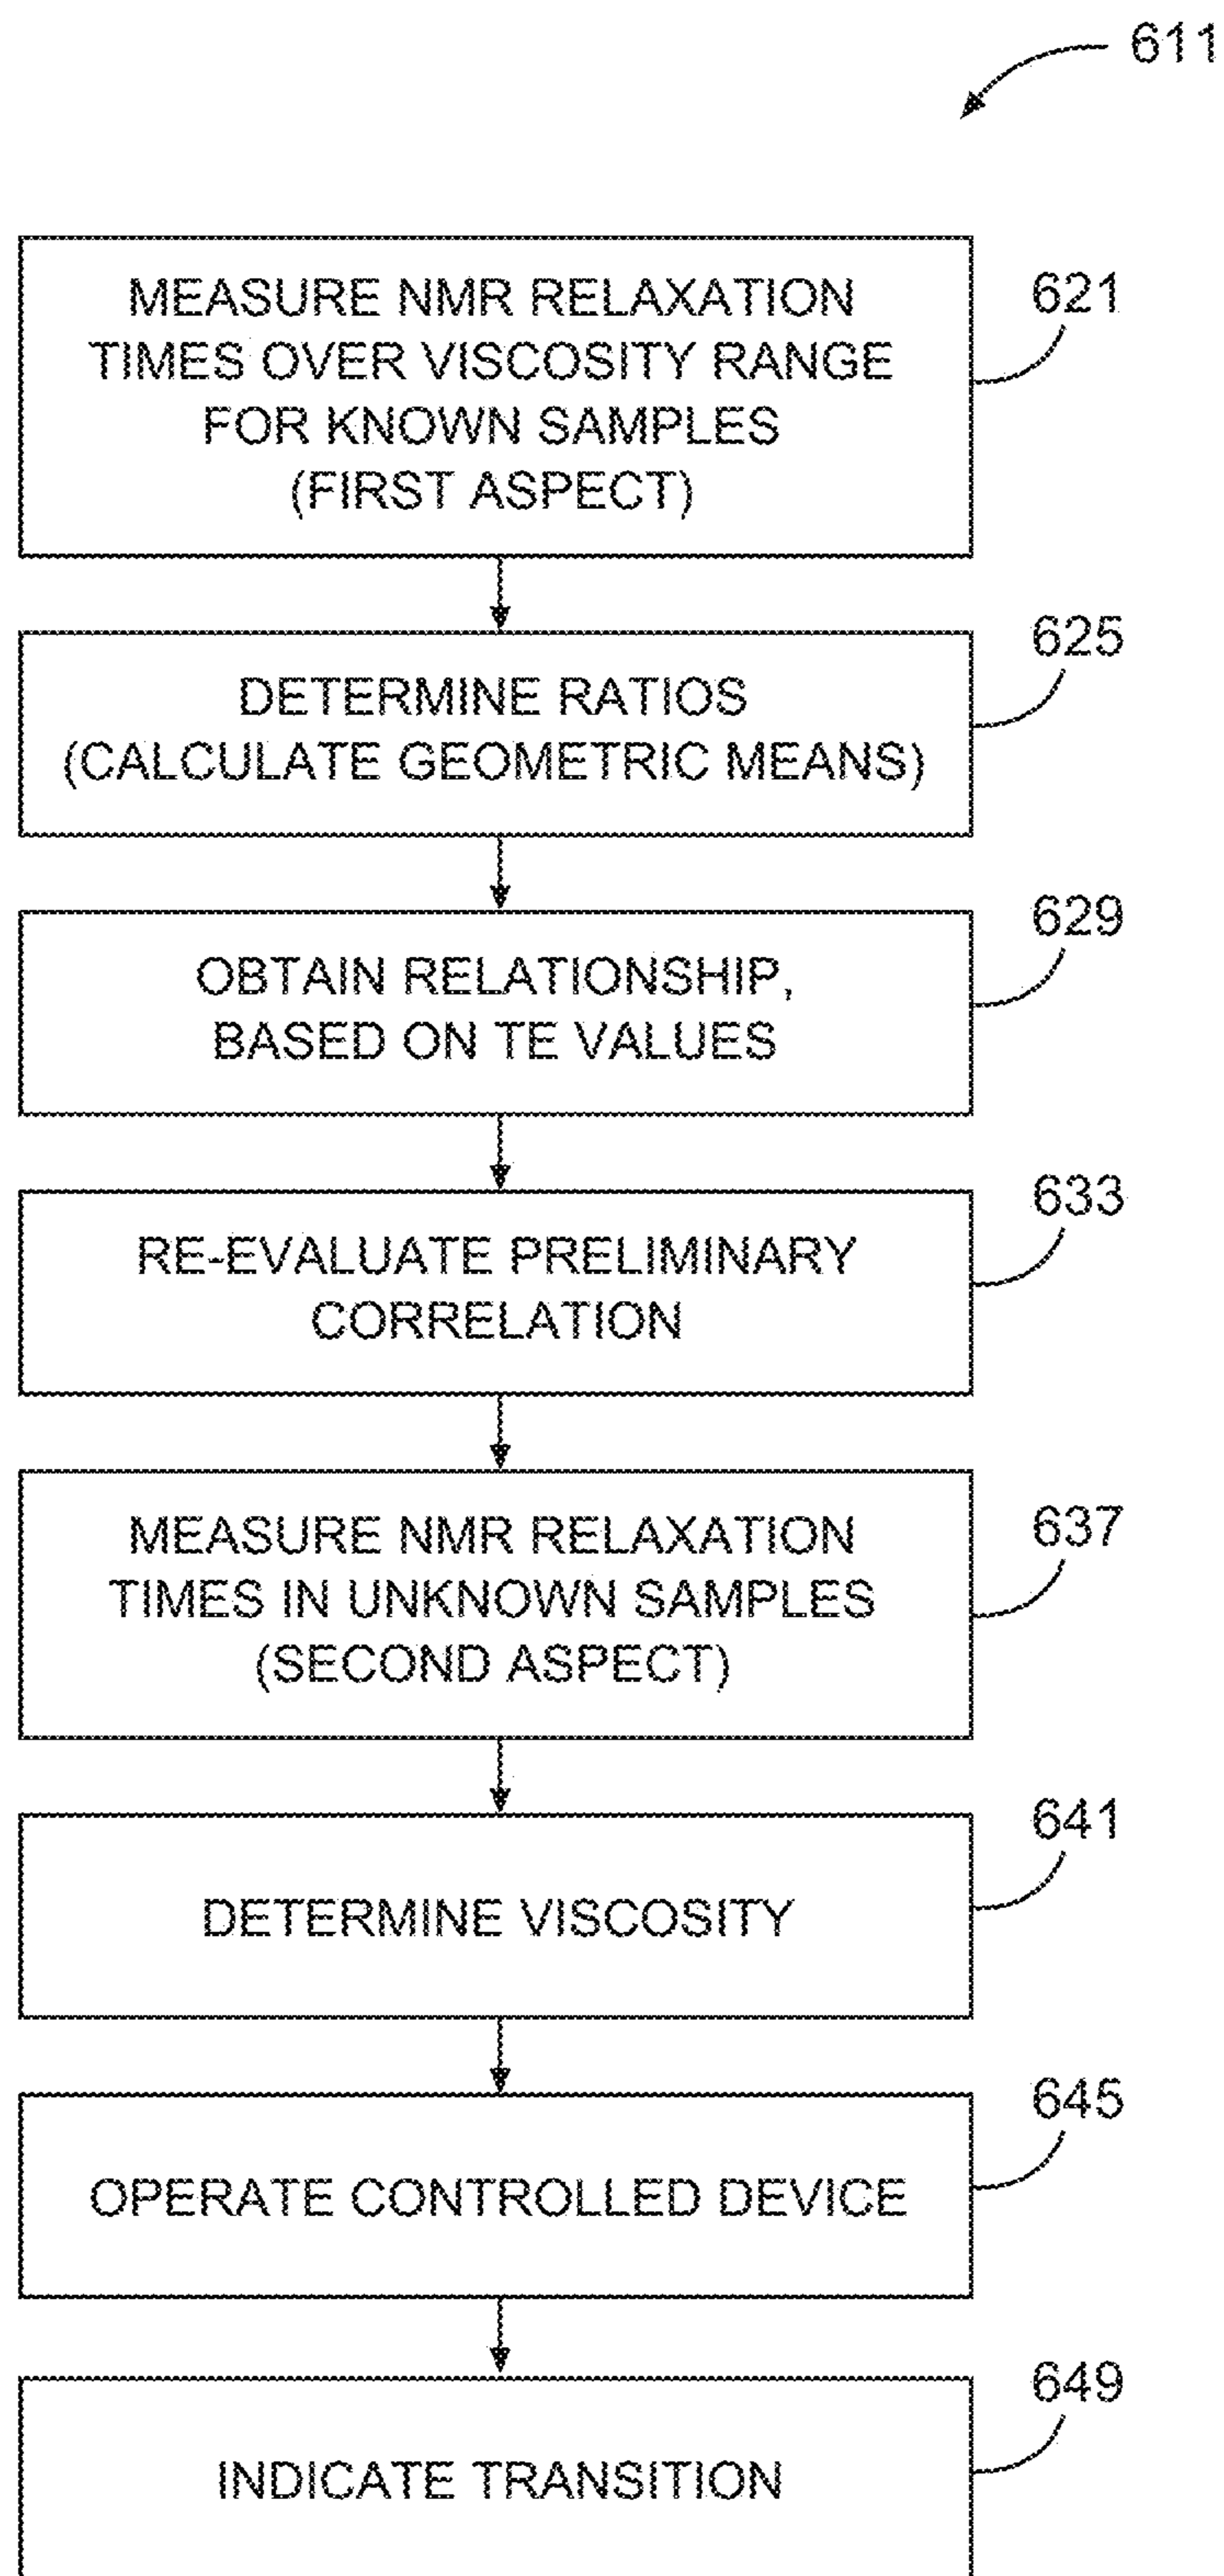 611
MEASURE NMR RELAXATION
TIMES OVER VISCOSITY RANGE
FOR KNOWN SAMPLES
(FIRST ASPECT)
621
DETERMINE RATIOS
(CALCULATE GEOMETRIC MEANS)
625
OBTAIN RELATIONSHIP,
BASED ON TE VALUES
629
RE-EVALUATE PRELIMINARY
CORRELATION
633
MEASURE NMR RELAXATION
TIMES IN UNKNOWN SAMPLES
(SECOND ASPECT)
637
DETERMINE VISCOSITY
641
OPERATE CONTROLLED DEVICE
645
INDICATE TRANSITION
649